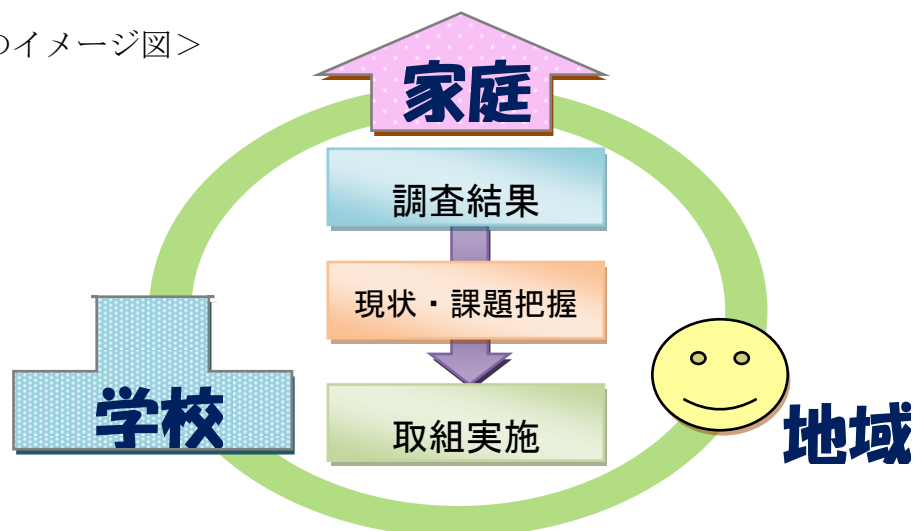 のイメージ図＞
家庭
調査結果
現状・課題把握
取組実施
学校
地域